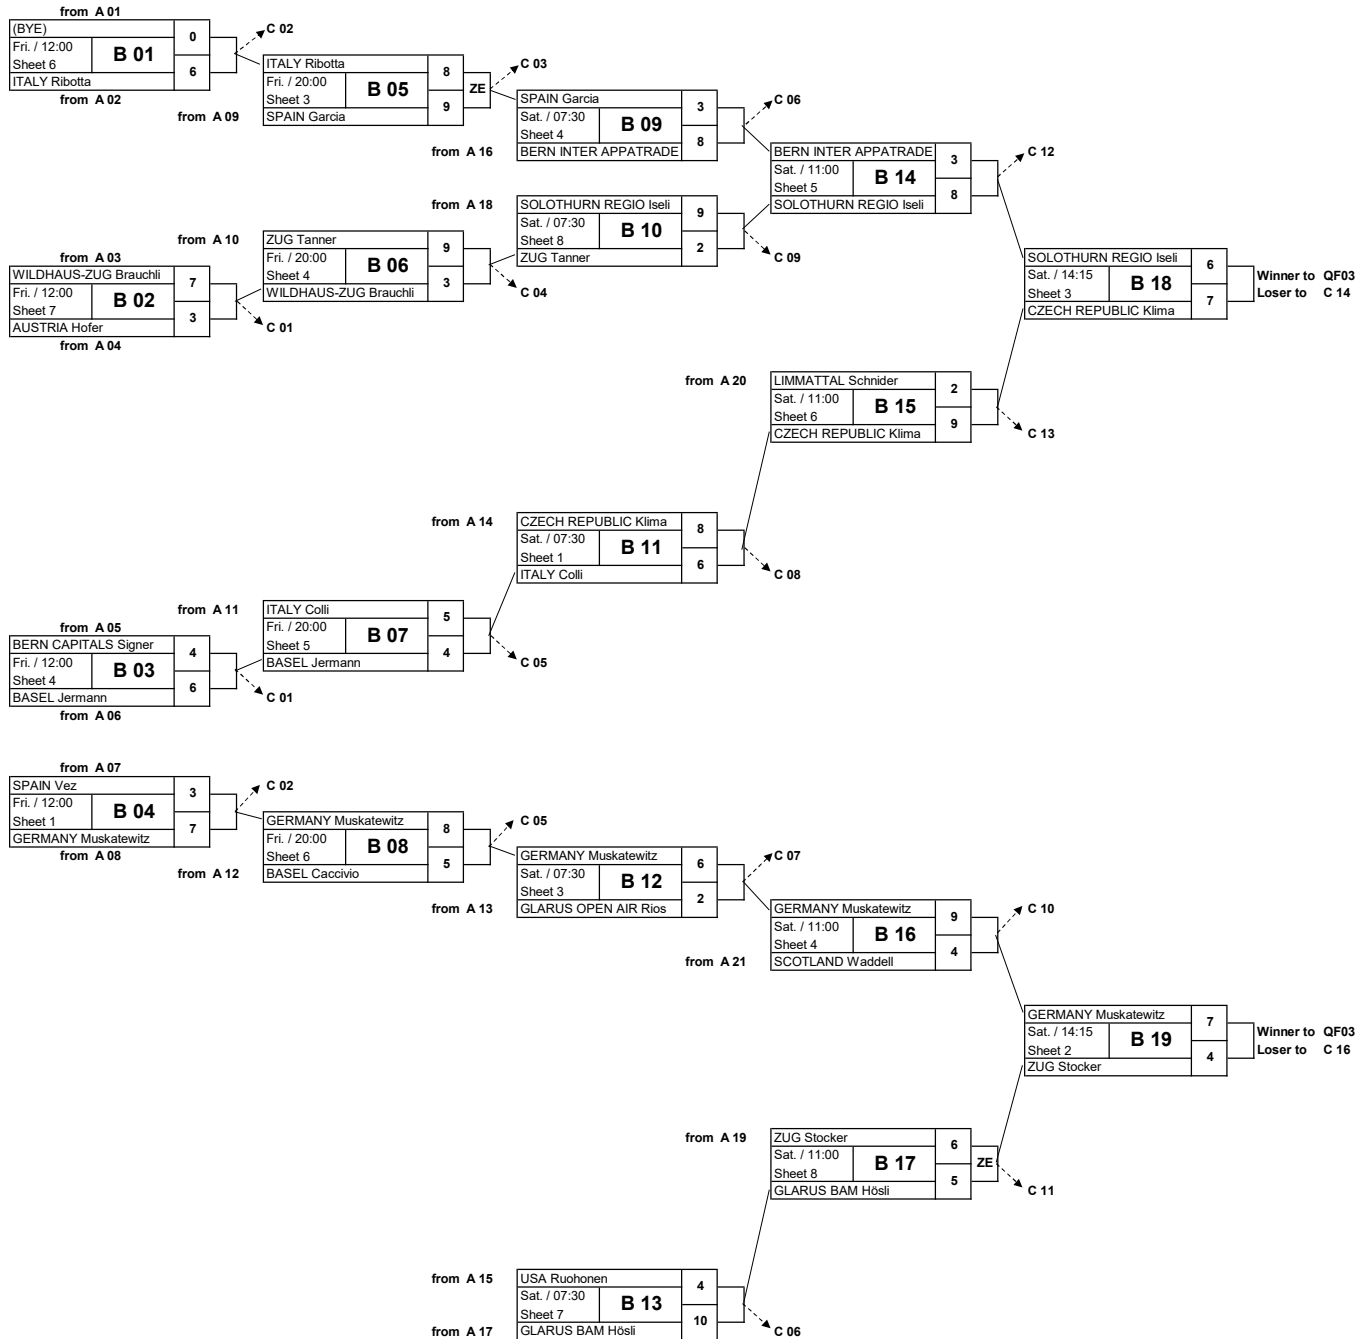 from A 01
(BYE)
0
Fri. / 12:00
B 01
Sheet 6
6
ITALY Ribotta
from A 02
C 02
ITALY Ribotta
8
Fri. / 20:00
B 05
ZE
Sheet 3
9
SPAIN Garcia
from A 09
C 03
SPAIN Garcia
3
Sat. / 07:30
B 09
Sheet 4
8
BERN INTER APPATRADE
from A 16
C 06
BERN INTER APPATRADE
3
Sat. / 11:00
B 14
Sheet 5
8
SOLOTHURN REGIO Iseli
C 12
from A 18
SOLOTHURN REGIO Iseli
9
Sat. / 07:30
B 10
Sheet 8
2
ZUG Tanner
C 09
from A 10
ZUG Tanner
9
Fri. / 20:00
B 06
Sheet 4
3
WILDHAUS-ZUG Brauchli
C 04
from A 03
WILDHAUS-ZUG Brauchli
7
Fri. / 12:00
B 02
Sheet 7
3
AUSTRIA Hofer
from A 04
C 01
SOLOTHURN REGIO Iseli
6
Sat. / 14:15
B 18
Sheet 3
7
CZECH REPUBLIC Klima
Winner to QF03
Loser to C 14
from A 20
LIMMATTAL Schnider
2
Sat. / 11:00
B 15
Sheet 6
9
CZECH REPUBLIC Klima
C 13
from A 14
CZECH REPUBLIC Klima
8
Sat. / 07:30
B 11
Sheet 1
6
ITALY Colli
C 08
from A 11
ITALY Colli
5
Fri. / 20:00
B 07
Sheet 5
4
BASEL Jermann
C 05
from A 05
BERN CAPITALS Signer
4
Fri. / 12:00
B 03
Sheet 4
6
BASEL Jermann
from A 06
C 01
from A 07
SPAIN Vez
3
Fri. / 12:00
B 04
Sheet 1
7
GERMANY Muskatewitz
from A 08
C 02
GERMANY Muskatewitz
8
Fri. / 20:00
B 08
Sheet 6
5
BASEL Caccivio
from A 12
C 05
GERMANY Muskatewitz
6
Sat. / 07:30
B 12
Sheet 3
2
GLARUS OPEN AIR Rios
from A 13
C 07
GERMANY Muskatewitz
9
Sat. / 11:00
B 16
Sheet 4
4
SCOTLAND Waddell
from A 21
C 10
GERMANY Muskatewitz
7
Sat. / 14:15
B 19
Sheet 2
4
ZUG Stocker
Winner to QF03
Loser to C 16
from A 19
ZUG Stocker
6
Sat. / 11:00
B 17
ZE
Sheet 8
5
GLARUS BAM Hösli
C 11
from A 15
USA Ruohonen
4
Sat. / 07:30
B 13
Sheet 7
10
GLARUS BAM Hösli
from A 17
C 06